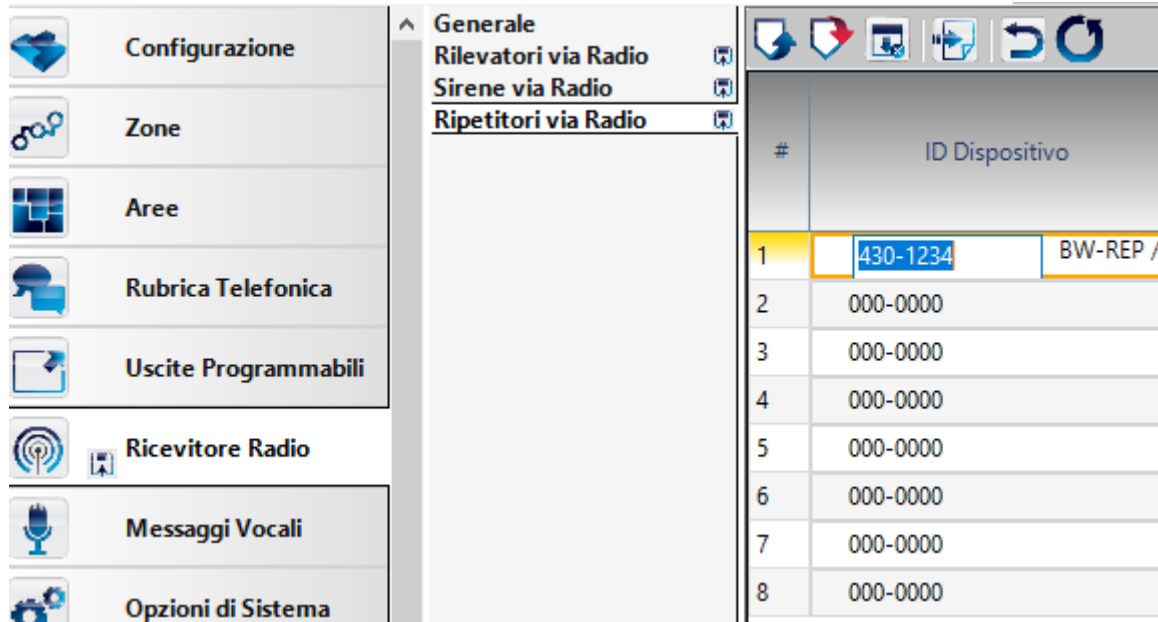 Configurazione
Zone
Aree
Rubrica Telefonica
Uscite Programmabili
Ricevitore Radio
Messaggi Vocali
Opzioni di Sistema
Generale
Rilevatori via Radio
Sirene via Radio
Ripetitori via Radio
# ID Dispositivo
1 430-1234 BW-REP /
2 000-0000
3 000-0000
4 000-0000
5 000-0000
6 000-0000
7 000-0000
8 000-0000